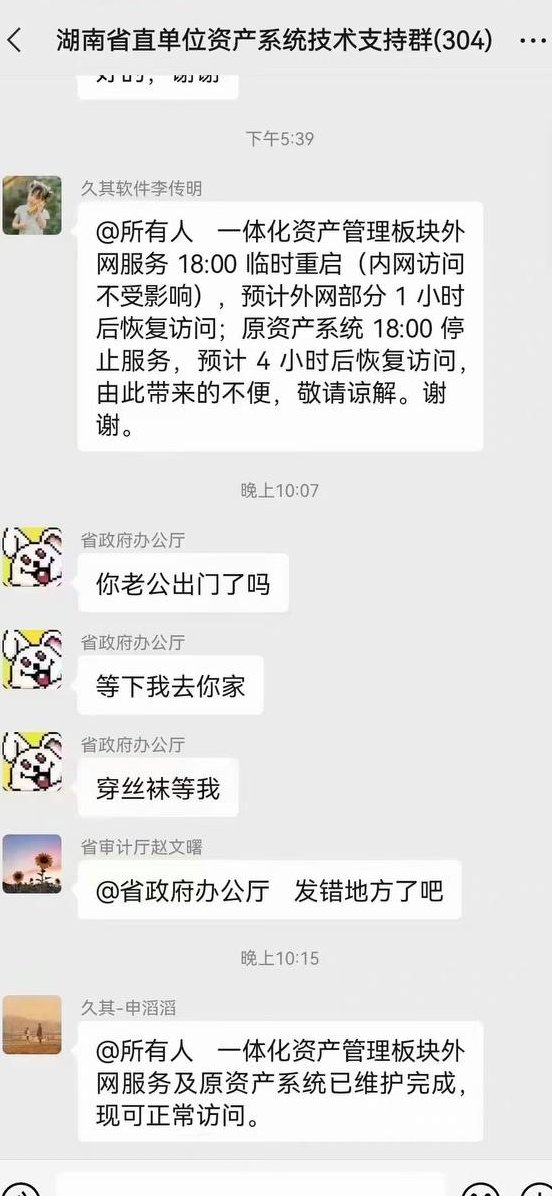 湖南省直单位资产系统技术支持群(304)
好的，谢谢
下午5:39
久其软件李传明
@所有人 一体化资产管理板块外
网服务 18:00 临时重启（内网访问
不受影响），预计外网部分 1 小时
后恢复访问；原资产系统 18:00 停
止服务，预计 4 小时后恢复访问，
由此带来的不便，敬请谅解。谢
谢。
晚上10:07
省政府办公厅
你老公出门了吗
省政府办公厅
等下我去你家
省政府办公厅
穿丝袜等我
省审计厅赵文曙
@省政府办公厅 发错地方了吧
晚上10:15
久其-申滔滔
@所有人 一体化资产管理板块外
网服务及原资产系统已维护完成，
现可正常访问。